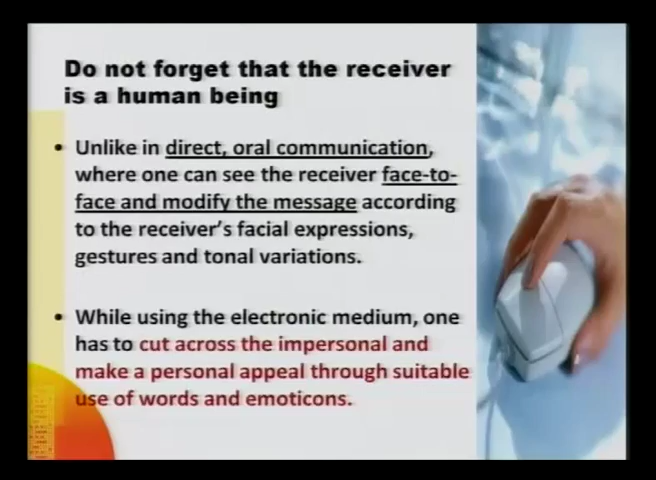 Do not forget that the receiver
is a human being
• Unlike in direct, oral communication,
where one can see the receiver face-to-
face and modify the message according
to the receiver's facial expressions,
gestures and tonal variations.
• While using the electronic medium, one
has to cut across the impersonal and
make a personal appeal through suitable
use of words and emoticons.